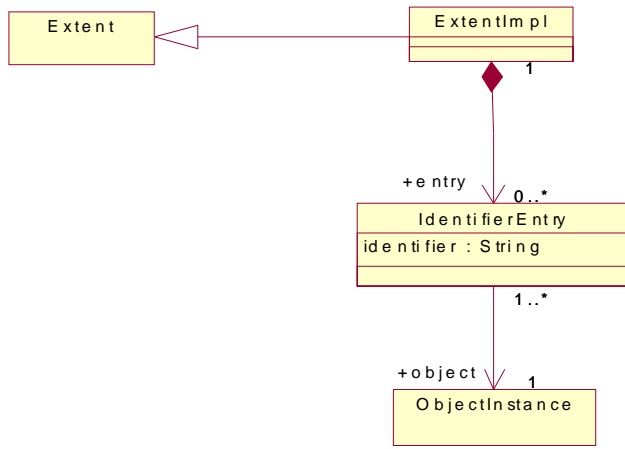 Extent
ExtentImpl
1
+entry
0..*
IdentifierEntry
identifier : String
1..*
+object
1
ObjectInstance